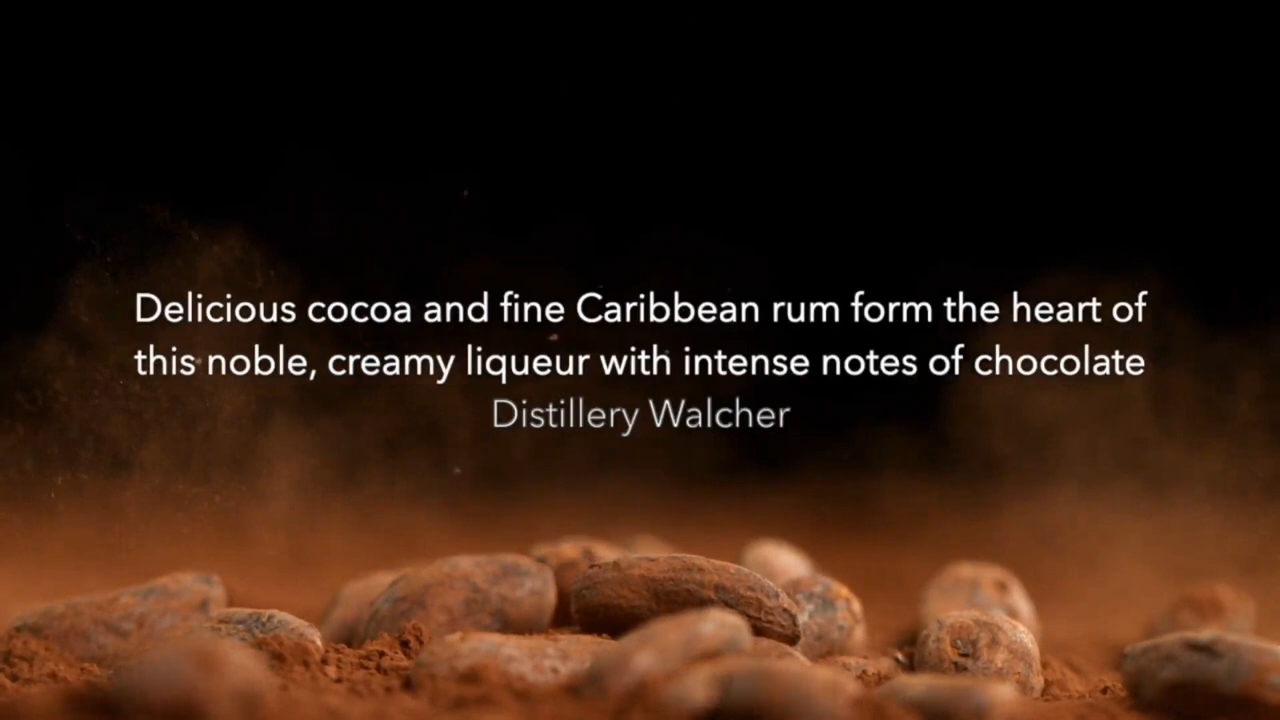 Delicious cocoa and fine Caribbean rum form the heart of
this noble, creamy liqueur with intense notes of chocolate
Distillery Walcher